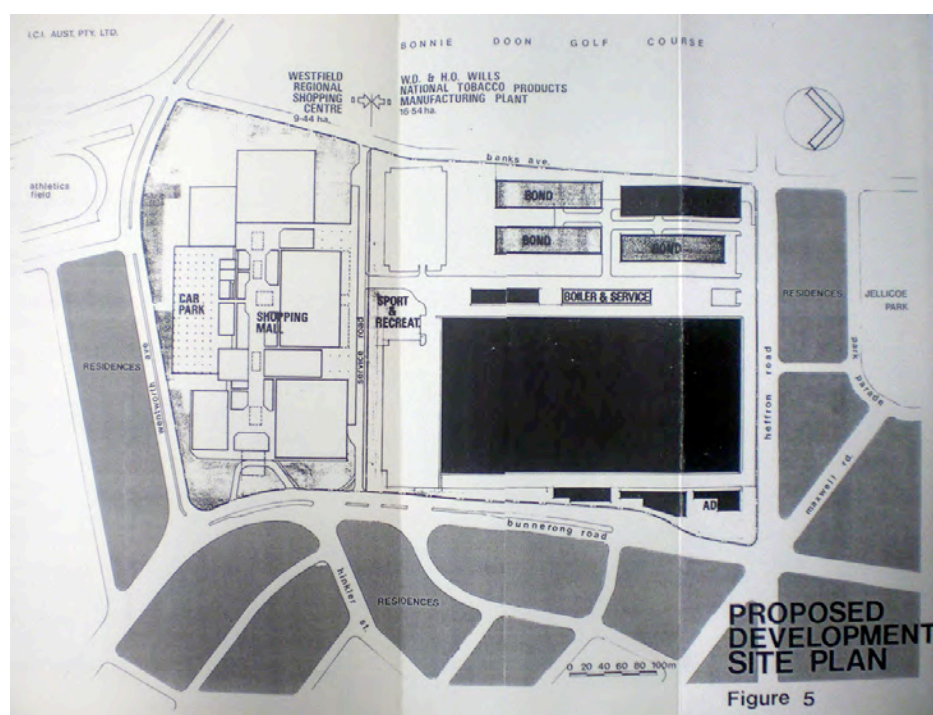 I.C.I. AUST. PTY. LTD.
BONNIE DOON GOLF COURSE
WESTFIELD
REGIONAL
SHOPPING
CENTRE
9·44 ha.
W.D. & H.O. WILLS
NATIONAL TOBACCO PRODUCTS
MANUFACTURING PLANT
16·54 ha.
banks ave.
athletics
field
BOND
BOND
BOND
CAR
PARK
SHOPPING
MALL
service road
SPORT
&
RECREAT.
BOILER & SERVICE
RESIDENCES
JELLICOE
PARK
RESIDENCES
wentworth ave
heffron road
park parade
maxwell rd.
AD
bunnerong road
hinkler st.
RESIDENCES
0 20 40 60 80 100m
PROPOSED
DEVELOPMENT
SITE PLAN
Figure 5